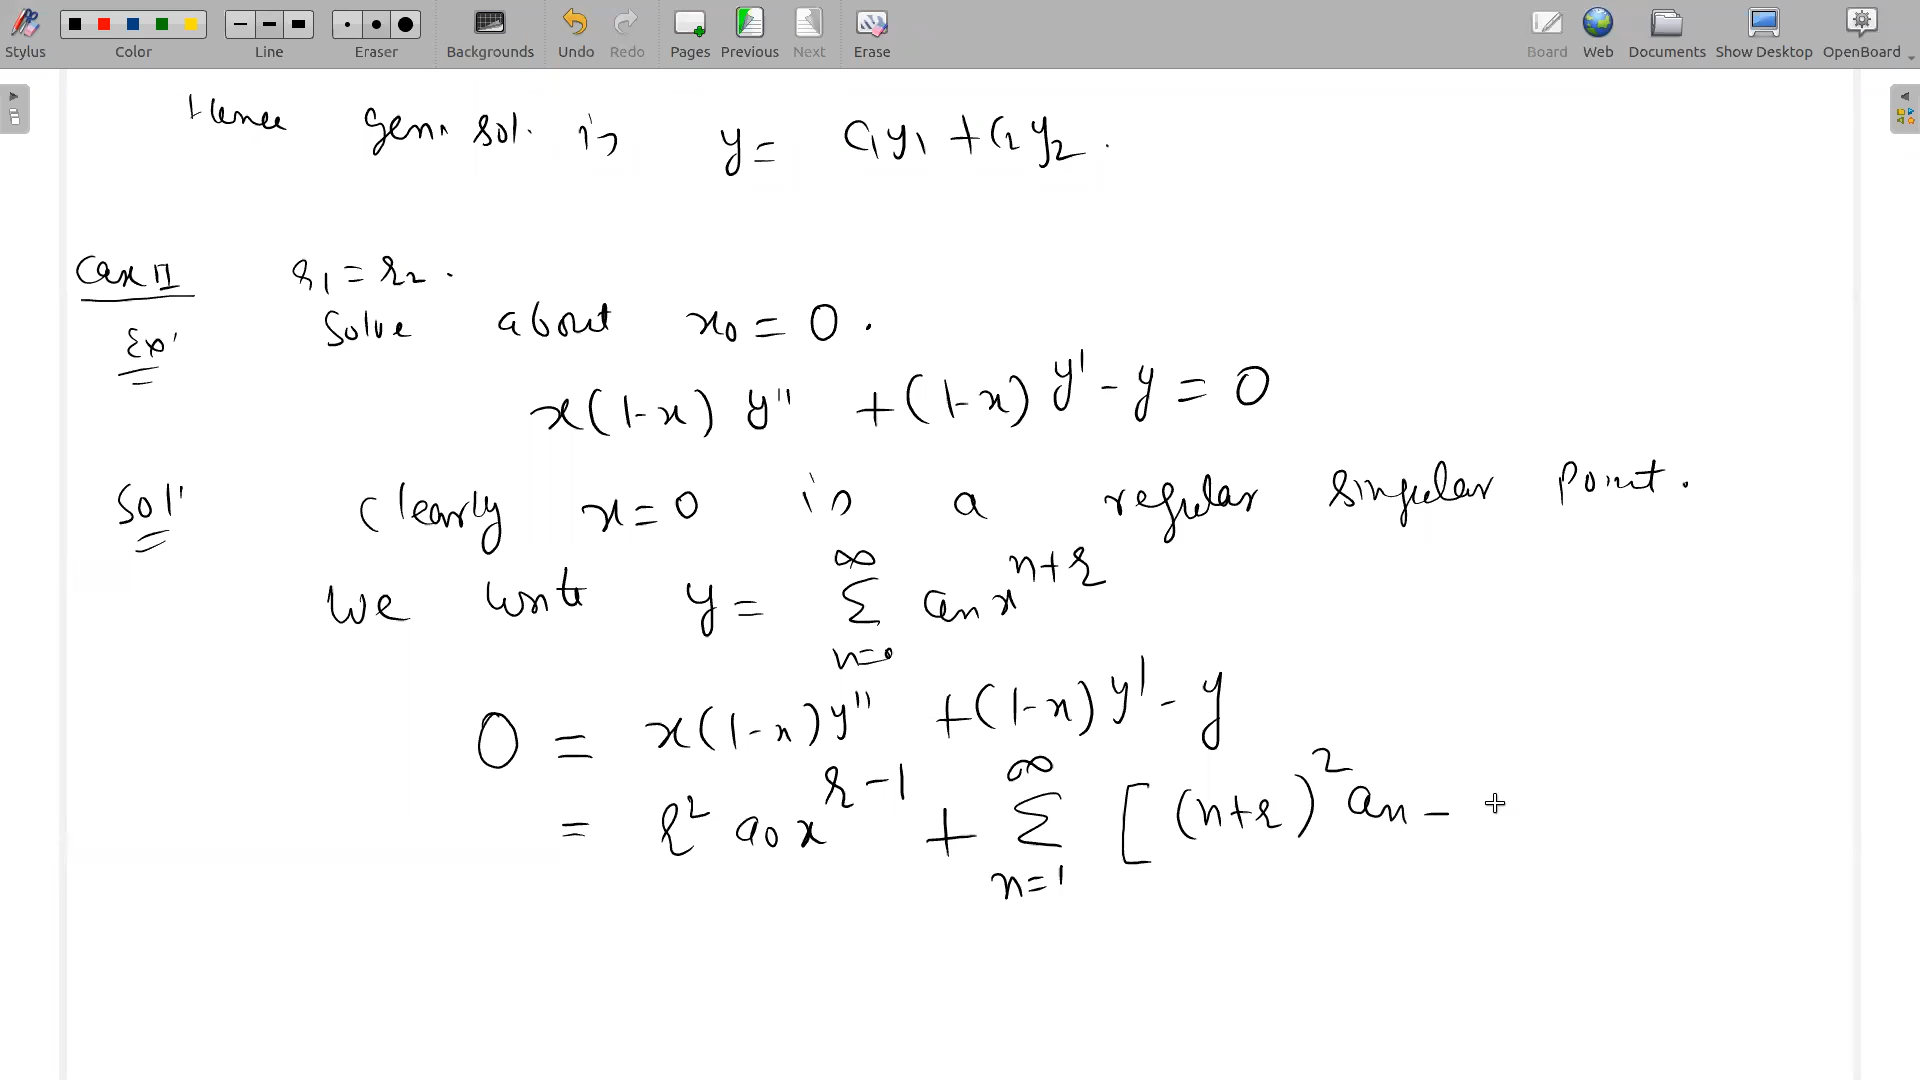 Stylus Color Line Eraser Backgrounds Undo Redo Pages Previous Next Erase Board Web Documents Show Desktop OpenBoard
Hence gen. sol. is y = c₁y₁ + c₂y₂.
Case II r₁ = r₂.
Ex' Solve about x₀ = 0.
x(1-x) y'' + (1-x) y' - y = 0
Sol' Clearly x = 0 is a regular singular point.
We write y = ∑_{n=0}^{∞} aₙ x^{n+r}
0 = x(1-x)y'' + (1-x)y' - y
= r² a₀ x^{r-1} + ∑_{n=1}^{∞} [ (n+r)² aₙ -